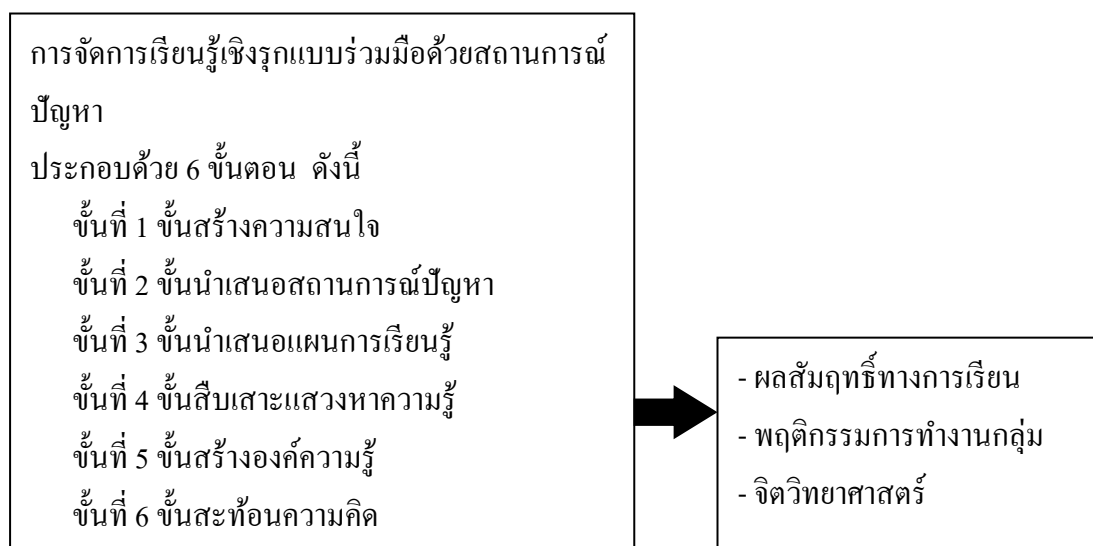 การจัดการเรียนรู้เชิงรุกแบบร่วมมือด้วยสถานการณ์
ปัญหา
ประกอบด้วย 6 ขั้นตอน ดังนี้
ขั้นที่ 1 ขั้นสร้างความสนใจ
ขั้นที่ 2 ขั้นนำเสนอสถานการณ์ปัญหา
ขั้นที่ 3 ขั้นนำเสนอแผนการเรียนรู้
ขั้นที่ 4 ขั้นสืบเสาะแสวงหาความรู้
ขั้นที่ 5 ขั้นสร้างองค์ความรู้
ขั้นที่ 6 ขั้นสะท้อนความคิด
- ผลสัมฤทธิ์ทางการเรียน
- พฤติกรรมการทำงานกลุ่ม
- จิตวิทยาศาสตร์